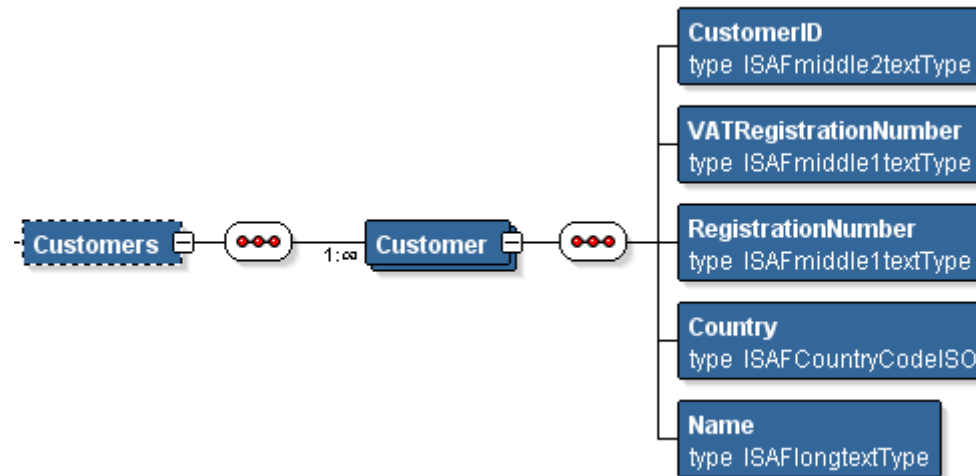 CustomerID
type ISAFmiddle2textType
VATRegistrationNumber
type ISAFmiddle1textType
Customers
1:∞
Customer
RegistrationNumber
type ISAFmiddle1textType
Country
type ISAFCountryCodeISO
Name
type ISAFlongtextType